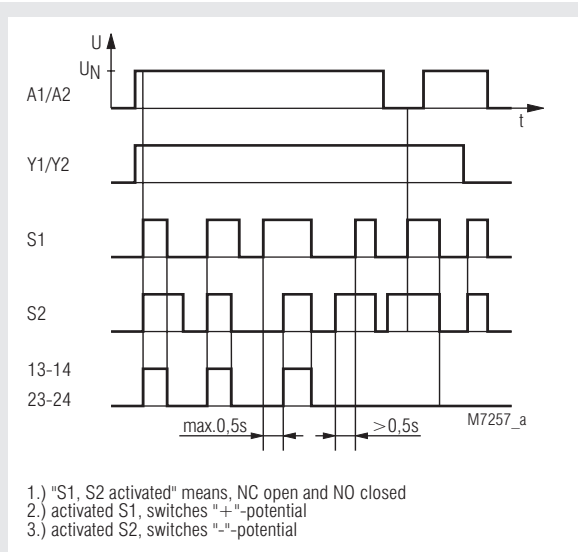 U
UN
A1/A2
t
Y1/Y2
S1
S2
13-14
23-24
max.0,5s
>0,5s
M7257_a
1.) "S1, S2 activated" means, NC open and NO closed
2.) activated S1, switches "+"-potential
3.) activated S2, switches "-"-potential